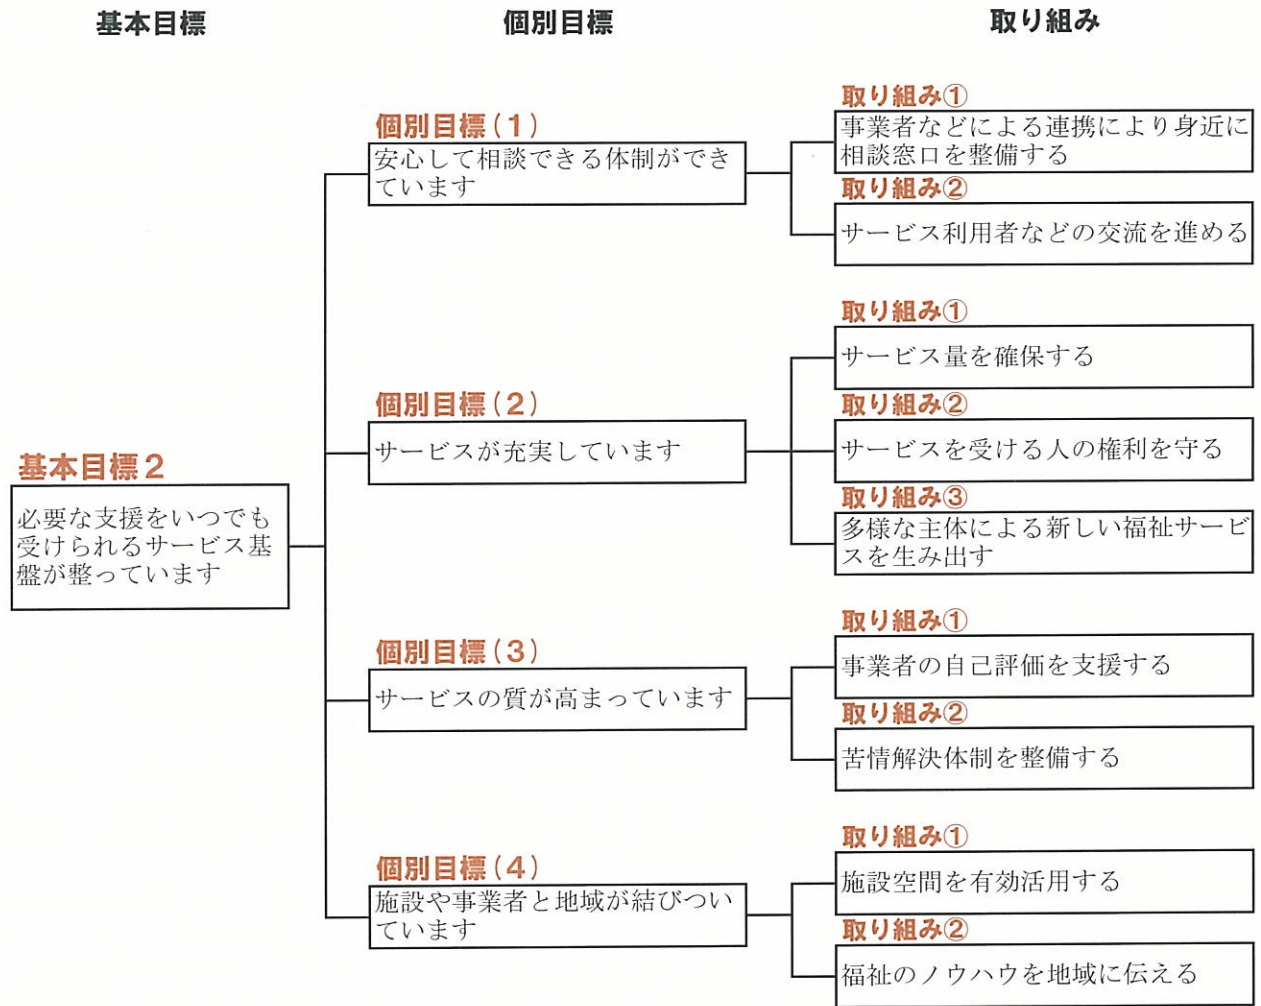 基本目標
個別目標
取り組み
基本目標2
必要な支援をいつでも
受けられるサービス基
盤が整っています
個別目標(1)
安心して相談できる体制ができ
ています
取り組み①
事業者などによる連携により身近に
相談窓口を整備する
取り組み②
サービス利用者などの交流を進める
個別目標(2)
サービスが充実しています
取り組み①
サービス量を確保する
取り組み②
サービスを受ける人の権利を守る
取り組み③
多様な主体による新しい福祉サービ
スを生み出す
個別目標(3)
サービスの質が高まっています
取り組み①
事業者の自己評価を支援する
取り組み②
苦情解決体制を整備する
個別目標(4)
施設や事業者と地域が結びつい
ています
取り組み①
施設空間を有効活用する
取り組み②
福祉のノウハウを地域に伝える